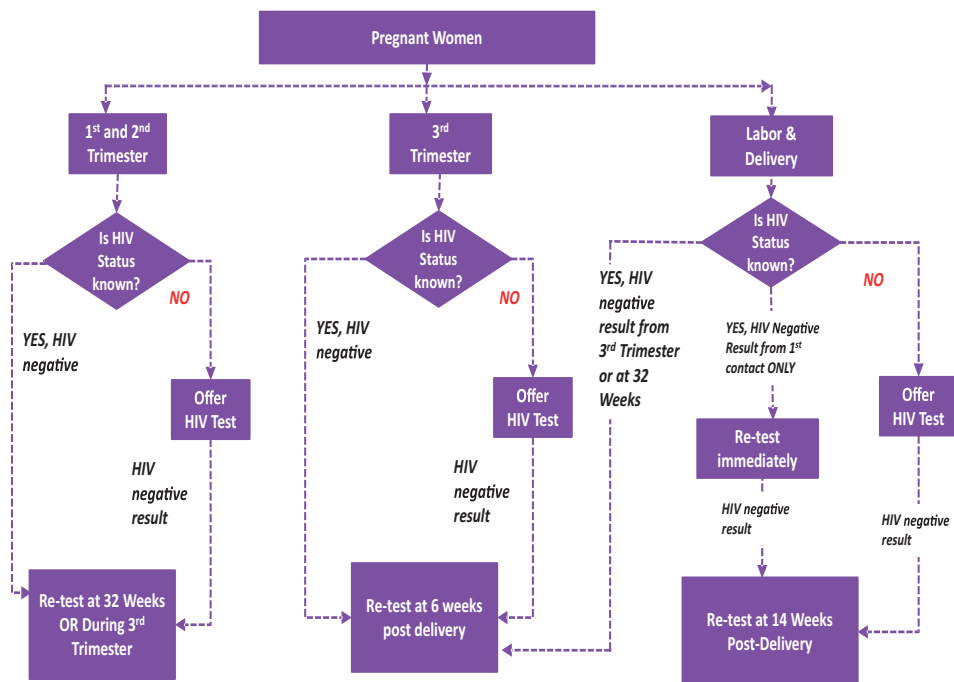 Pregnant Women
1st and 2nd
Trimester
3rd
Trimester
Labor &
Delivery
Is HIV
Status
known?
NO
YES, HIV
negative
Offer
HIV Test
HIV
negative
result
Re-test at 32 Weeks
OR During 3rd
Trimester
Is HIV
Status
known?
NO
YES, HIV
negative
Offer
HIV Test
HIV
negative
result
Re-test at 6 weeks
post delivery
Is HIV
Status
known?
NO
YES, HIV
negative
result from
3rd Trimester
or at 32
Weeks
YES, HIV Negative
Result from 1st
contact ONLY
Offer
HIV Test
Re-test
immediately
HIV negative
result
HIV negative
result
Re-test at 14 Weeks
Post-Delivery